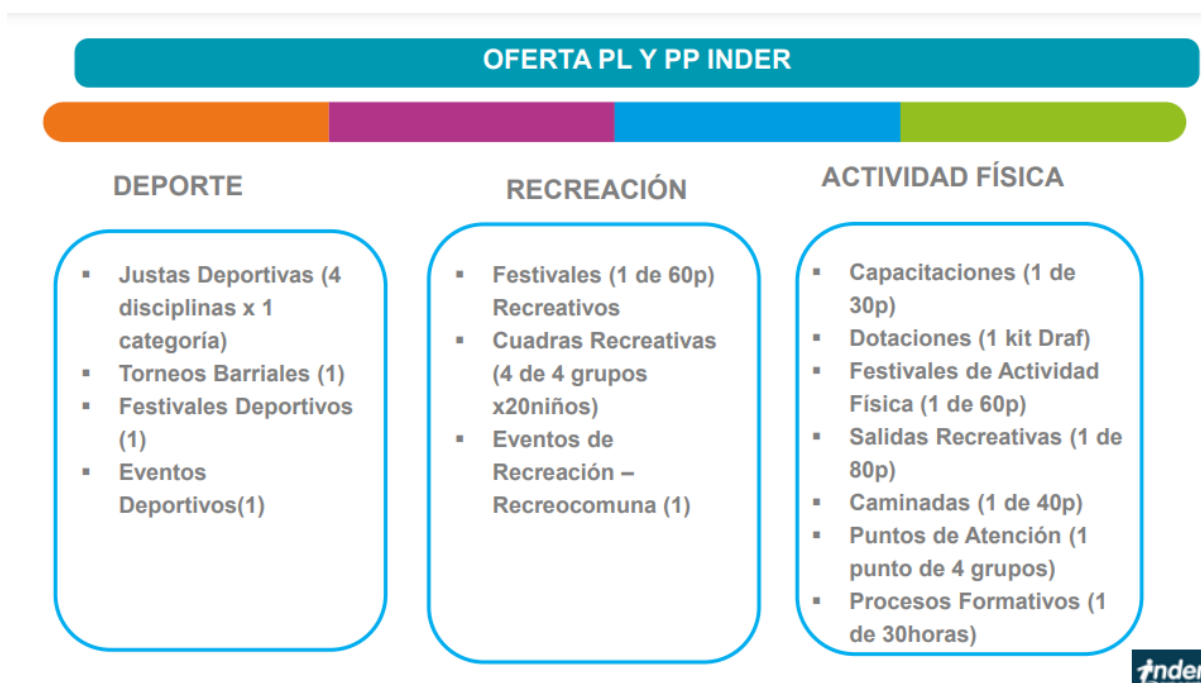 OFERTA PL Y PP INDER
DEPORTE
▪ Justas Deportivas (4
disciplinas x 1
categoría)
▪ Torneos Barriales (1)
▪ Festivales Deportivos
(1)
▪ Eventos
Deportivos(1)
RECREACIÓN
▪ Festivales (1 de 60p)
Recreativos
▪ Cuadras Recreativas
(4 de 4 grupos
x20niños)
▪ Eventos de
Recreación –
Recreocomuna (1)
ACTIVIDAD FÍSICA
▪ Capacitaciones (1 de
30p)
▪ Dotaciones (1 kit Draf)
▪ Festivales de Actividad
Física (1 de 60p)
▪ Salidas Recreativas (1 de
80p)
▪ Caminadas (1 de 40p)
▪ Puntos de Atención (1
punto de 4 grupos)
▪ Procesos Formativos (1
de 30horas)
inder